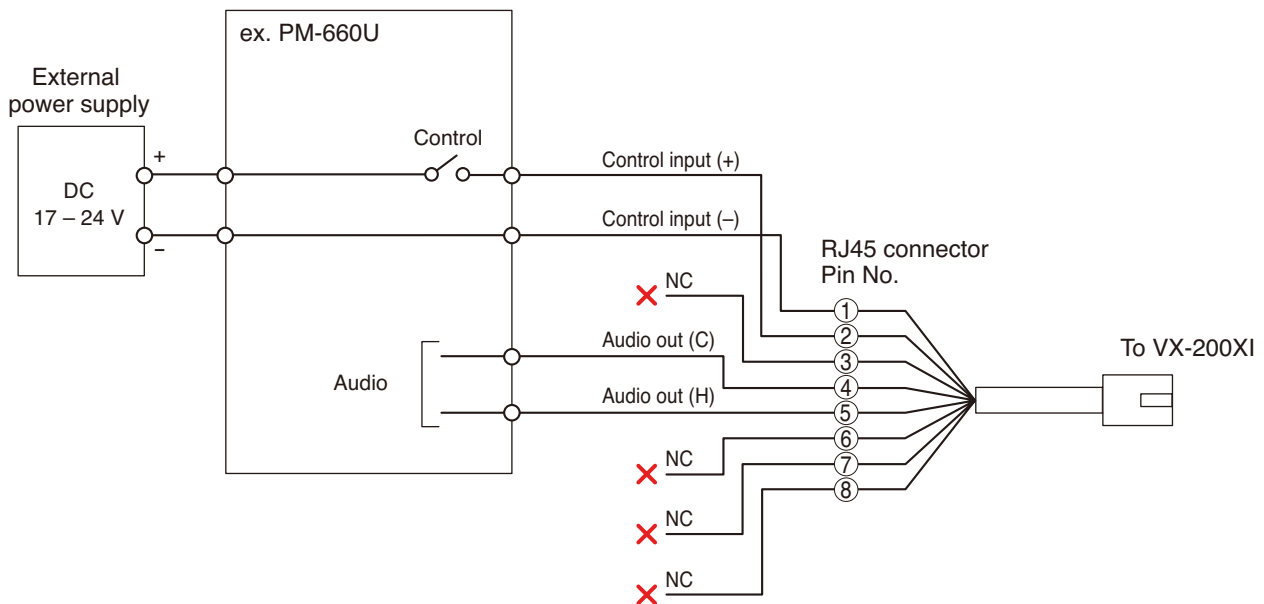 ex. PM-660U
External
power supply
+
DC
17 – 24 V
–
Control
Control input (+)
Control input (–)
RJ45 connector
Pin No.
NC
1
2
3
4
5
6
7
8
Audio out (C)
Audio
Audio out (H)
To VX-200XI
NC
NC
NC